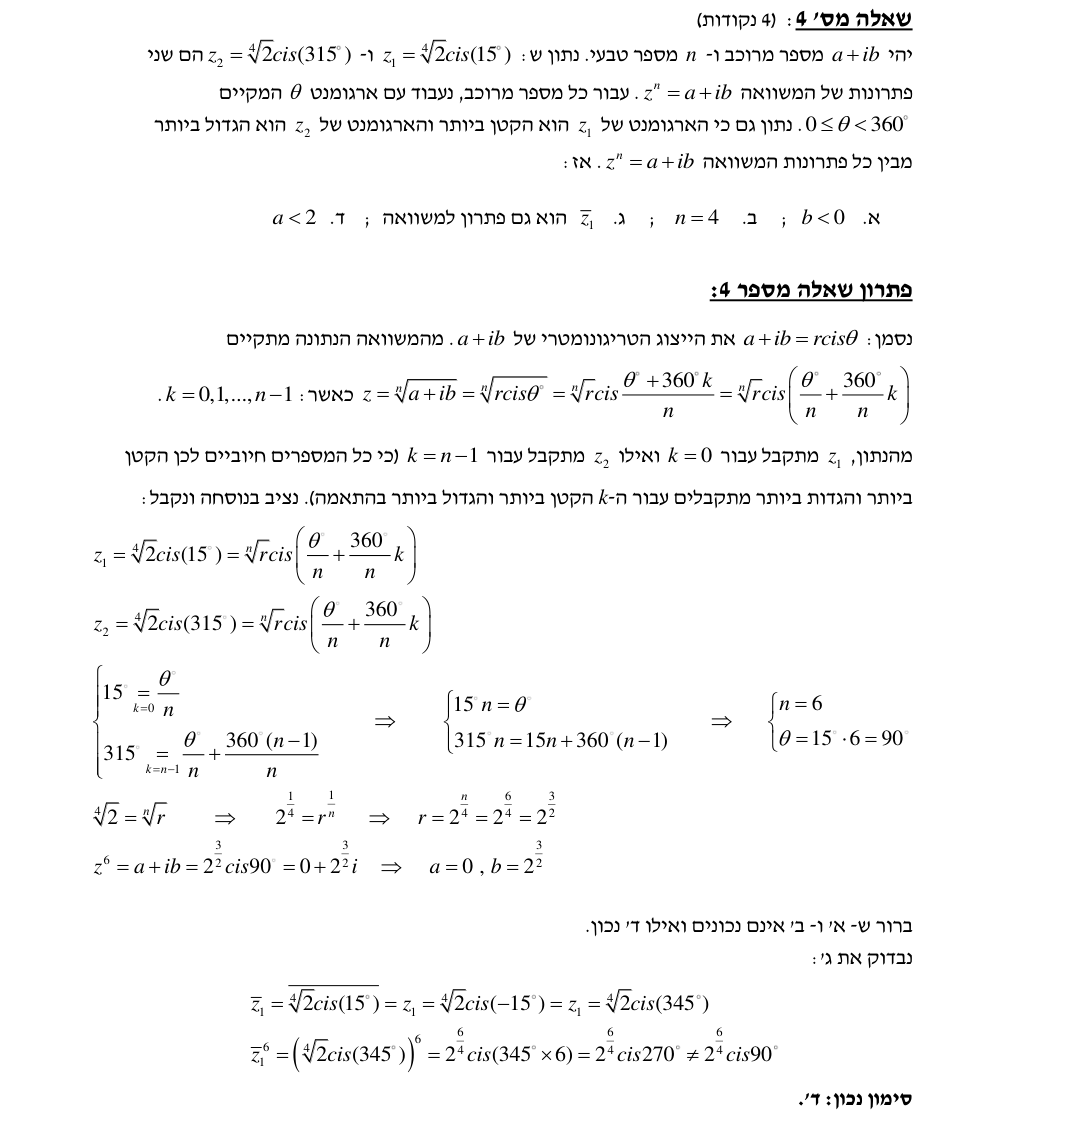 שאלה מס׳ 4 : (4 נקודות)
יהי a+ib מספר מרוכב ו- n מספר טבעי. נתון ש : z₁ = ∜2cis(15°) ו- z₂ = ∜2cis(315°) הם שני
פתרונות של המשוואה zⁿ = a+ib . עבור כל מספר מרוכב, נעבוד עם ארגומנט θ המקיים
0 ≤ θ < 360° . נתון גם כי הארגומנט של z₁ הוא הקטן ביותר והארגומנט של z₂ הוא הגדול ביותר
מבין כל פתרונות המשוואה zⁿ = a+ib . אז :
א. b < 0 ; ב. n = 4 ; ג. z̄₁ הוא גם פתרון למשוואה ; ד. a < 2
פתרון שאלה מספר 4:
נסמן : a+ib = rcisθ את הייצוג הטריגונומטרי של a+ib . מהמשוואה הנתונה מתקיים
z = ⁿ√(a+ib) = ⁿ√(rcisθ°) = ⁿ√r cis (θ°+360°k)/n = ⁿ√r cis(θ°/n + 360°/n k) כאשר : k = 0,1,...,n−1 .
מהנתון, z₁ מתקבל עבור k = 0 ואילו z₂ מתקבל עבור k = n−1 (כי כל המספרים חיוביים לכן הקטן
ביותר והגדות ביותר מתקבלים עבור ה-k הקטן ביותר והגדול ביותר בהתאמה). נציב בנוסחה ונקבל :
z₁ = ∜2cis(15°) = ⁿ√r cis(θ°/n + 360°/n k)
z₂ = ∜2cis(315°) = ⁿ√r cis(θ°/n + 360°/n k)
{ 15° =_{k=0} θ°/n ⇒ { 15°n = θ° ⇒ { n = 6
315° =_{k=n−1} θ°/n + 360°(n−1)/n 315°n = 15n+360°(n−1) θ = 15°·6 = 90°
∜2 = ⁿ√r ⇒ 2^{1/4} = r^{1/n} ⇒ r = 2^{n/4} = 2^{6/4} = 2^{3/2}
z⁶ = a+ib = 2^{3/2}cis90° = 0+2^{3/2}i ⇒ a = 0 , b = 2^{3/2}
ברור ש- א׳ ו- ב׳ אינם נכונים ואילו ד׳ נכון.
נבדוק את ג׳ :
z̄₁ = \overline{∜2cis(15°)} = z₁ = ∜2cis(−15°) = z₁ = ∜2cis(345°)
z̄₁⁶ = (∜2cis(345°))⁶ = 2^{6/4}cis(345°×6) = 2^{6/4}cis270° ≠ 2^{6/4}cis90°
סימון נכון: ד׳.